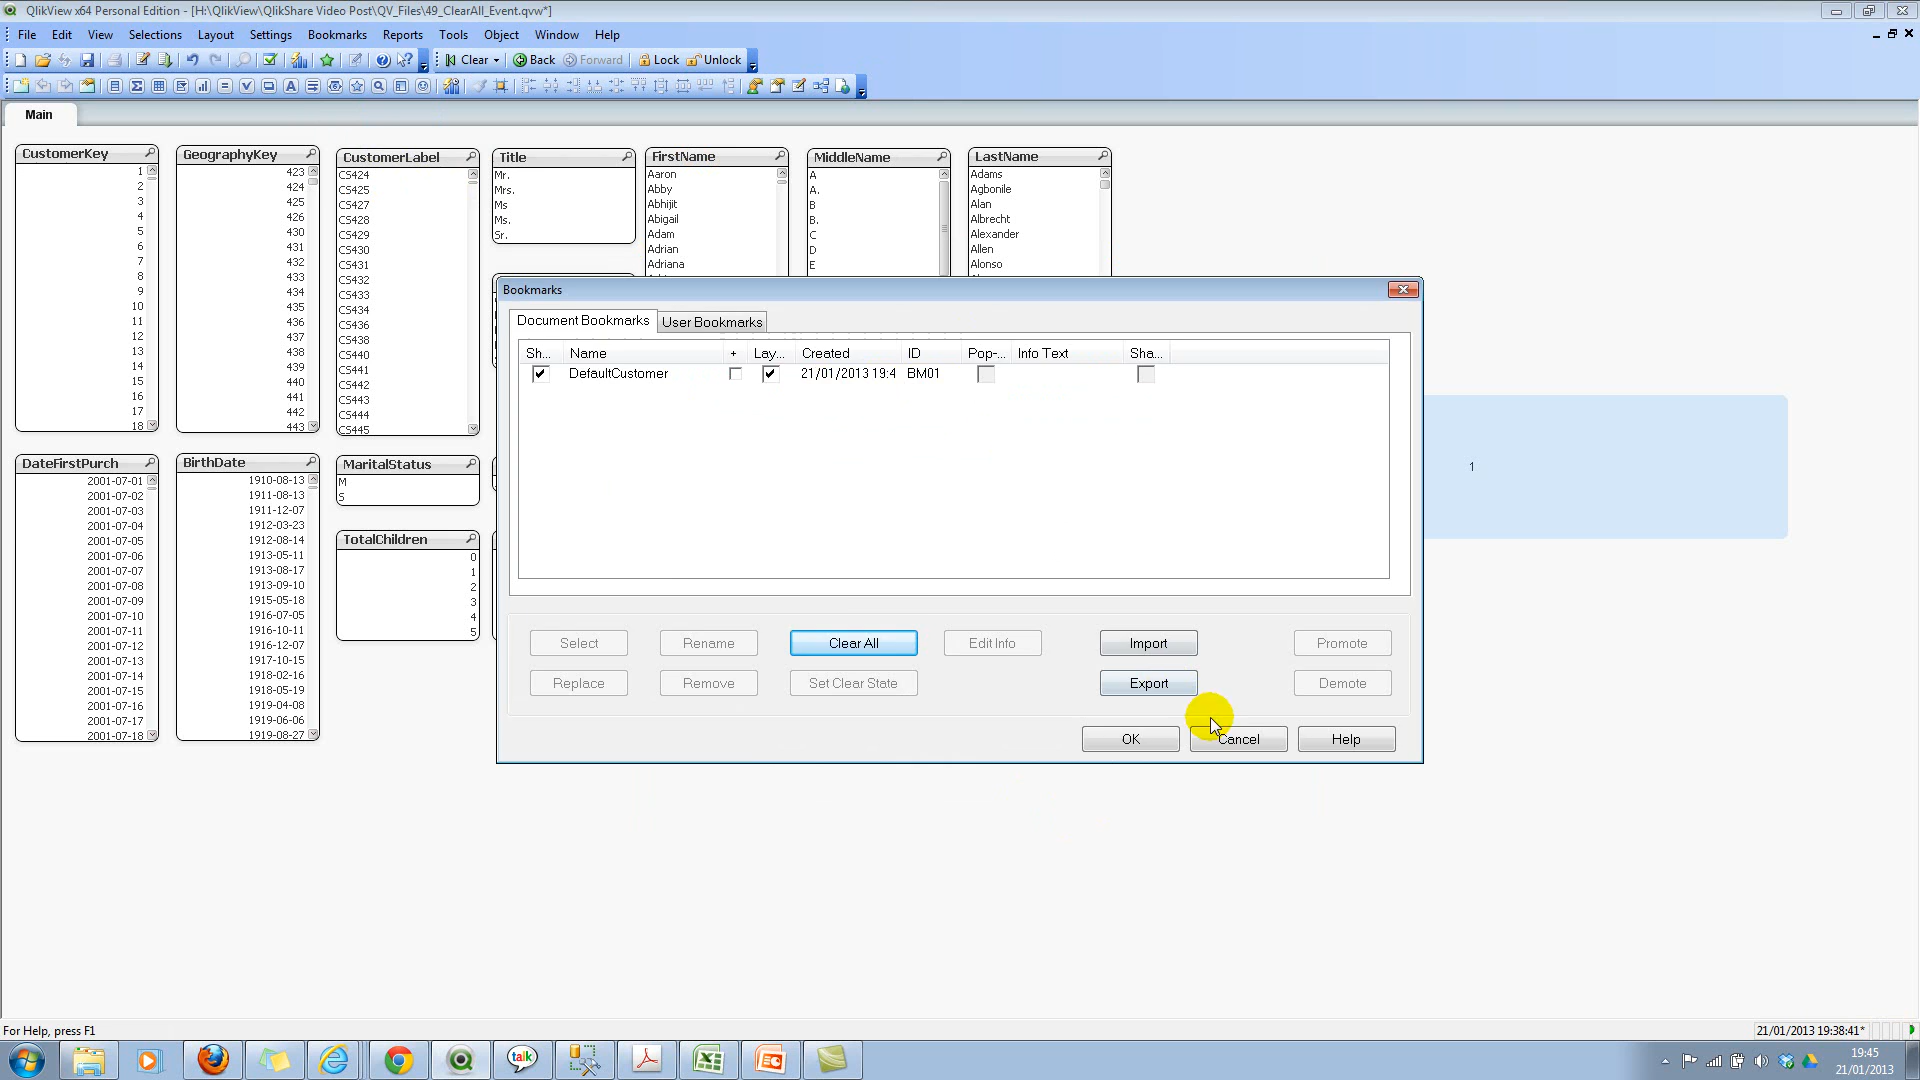 QlikView x64 Personal Edition - [H:\QlikView\QlikShare Video Post\QV_Files\49_ClearAll_Event.qvw*]
File Edit View Selections Layout Settings Bookmarks Reports Tools Object Window Help
Clear Back Forward Lock Unlock
Main
CustomerKey
1
2
3
4
5
6
7
8
9
10
11
12
13
14
15
16
17
18
GeographyKey
423
424
425
426
430
431
432
433
434
435
436
437
438
439
440
441
442
443
CustomerLabel
CS424
CS425
CS427
CS428
CS429
CS430
CS431
CS432
CS433
CS434
CS436
CS438
CS440
CS441
CS442
CS443
CS444
CS445
Title
Mr.
Mrs.
Ms
Ms.
Sr.
FirstName
Aaron
Abby
Abhijit
Abigail
Adam
Adrian
Adriana
MiddleName
A
A.
B
B.
C
D
E
LastName
Adams
Agbonile
Alan
Albrecht
Alexander
Allen
Alonso
DateFirstPurch
2001-07-01
2001-07-02
2001-07-03
2001-07-04
2001-07-05
2001-07-06
2001-07-07
2001-07-08
2001-07-09
2001-07-10
2001-07-11
2001-07-12
2001-07-13
2001-07-14
2001-07-15
2001-07-16
2001-07-17
2001-07-18
BirthDate
1910-08-13
1911-08-13
1911-12-07
1912-03-23
1912-08-14
1913-05-11
1913-08-17
1913-09-10
1915-05-18
1916-07-05
1916-10-11
1916-12-07
1917-10-15
1918-02-16
1918-05-19
1919-04-08
1919-06-06
1919-08-27
MaritalStatus
M
S
TotalChildren
0
1
2
3
4
5
Bookmarks
Document Bookmarks User Bookmarks
Sh... Name + Lay... Created ID Pop-... Info Text Sha...
DefaultCustomer 21/01/2013 19:4 BM01
Select Rename Clear All Edit Info Import Promote
Replace Remove Set Clear State Export Demote
OK Cancel Help
1
For Help, press F1
21/01/2013 19:38:41*
talk
19:45
21/01/2013